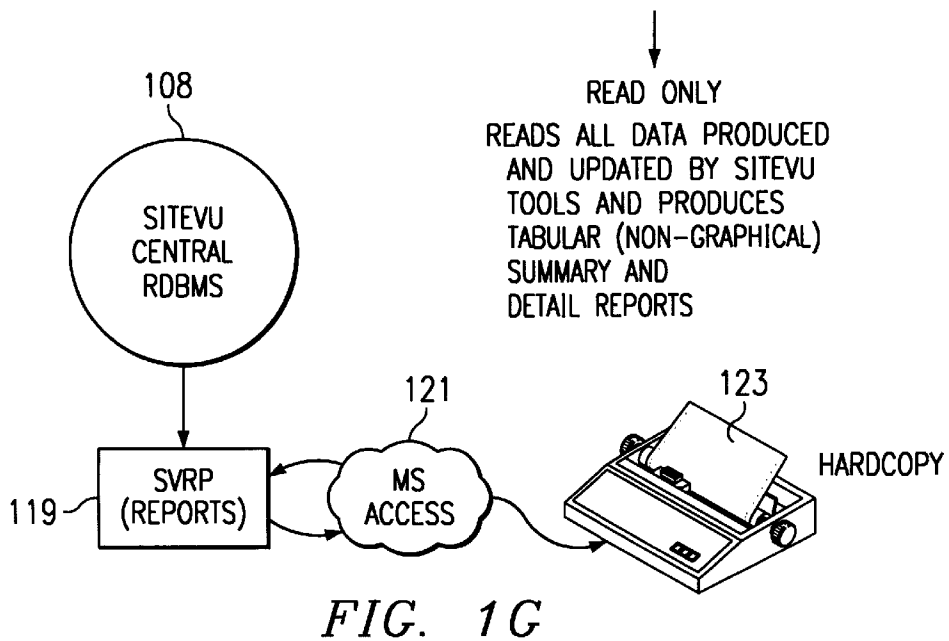 108
READ ONLY
READS ALL DATA PRODUCED
AND UPDATED BY SITEVU
TOOLS AND PRODUCES
TABULAR (NON-GRAPHICAL)
SUMMARY AND
DETAIL REPORTS
SITEVU
CENTRAL
RDBMS
121
123
119
SVRP
(REPORTS)
MS
ACCESS
HARDCOPY
FIG. 1G